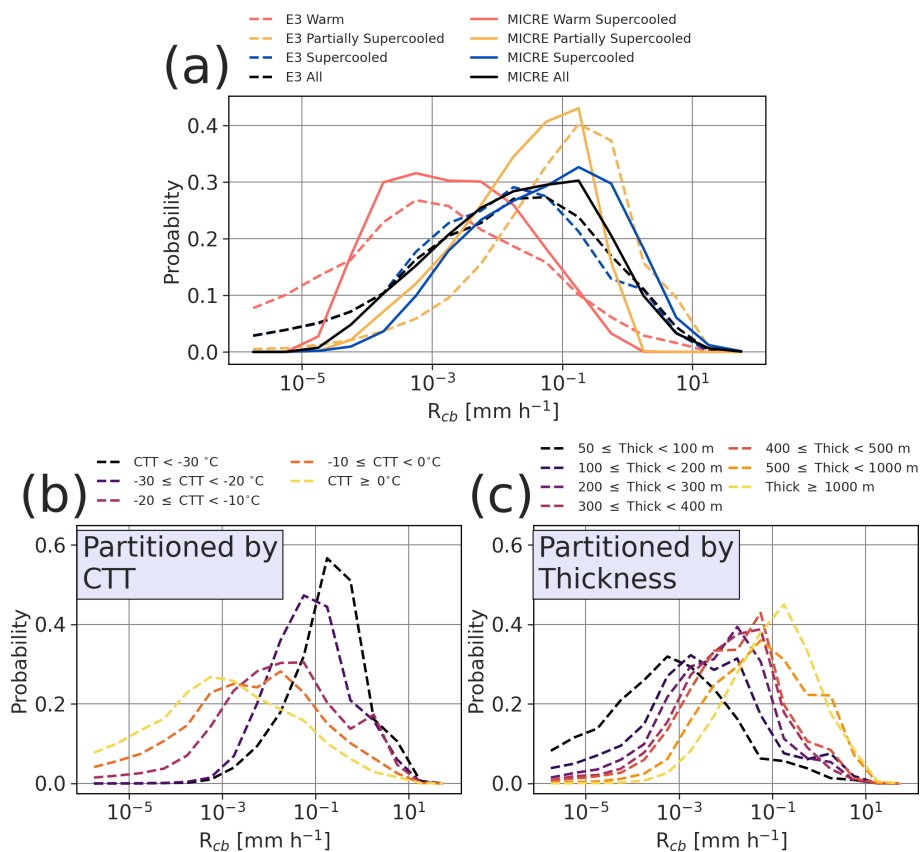 E3 Warm
E3 Partially Supercooled
E3 Supercooled
E3 All
MICRE Warm Supercooled
MICRE Partially Supercooled
MICRE Supercooled
MICRE All
(a)
Probability
0.4
0.3
0.2
0.1
0.0
10⁻⁵
10⁻³
10⁻¹
10¹
R_cb [mm h⁻¹]
(b)
CTT < -30 °C
-30 ≤ CTT < -20 °C
-20 ≤ CTT < -10°C
-10 ≤ CTT < 0°C
CTT ≥ 0°C
Partitioned by
CTT
Probability
0.6
0.4
0.2
0.0
10⁻⁵
10⁻³
10⁻¹
10¹
R_cb [mm h⁻¹]
(c)
50 ≤ Thick < 100 m
100 ≤ Thick < 200 m
200 ≤ Thick < 300 m
300 ≤ Thick < 400 m
400 ≤ Thick < 500 m
500 ≤ Thick < 1000 m
Thick ≥ 1000 m
Partitioned by
Thickness
Probability
0.6
0.4
0.2
0.0
10⁻⁵
10⁻³
10⁻¹
10¹
R_cb [mm h⁻¹]